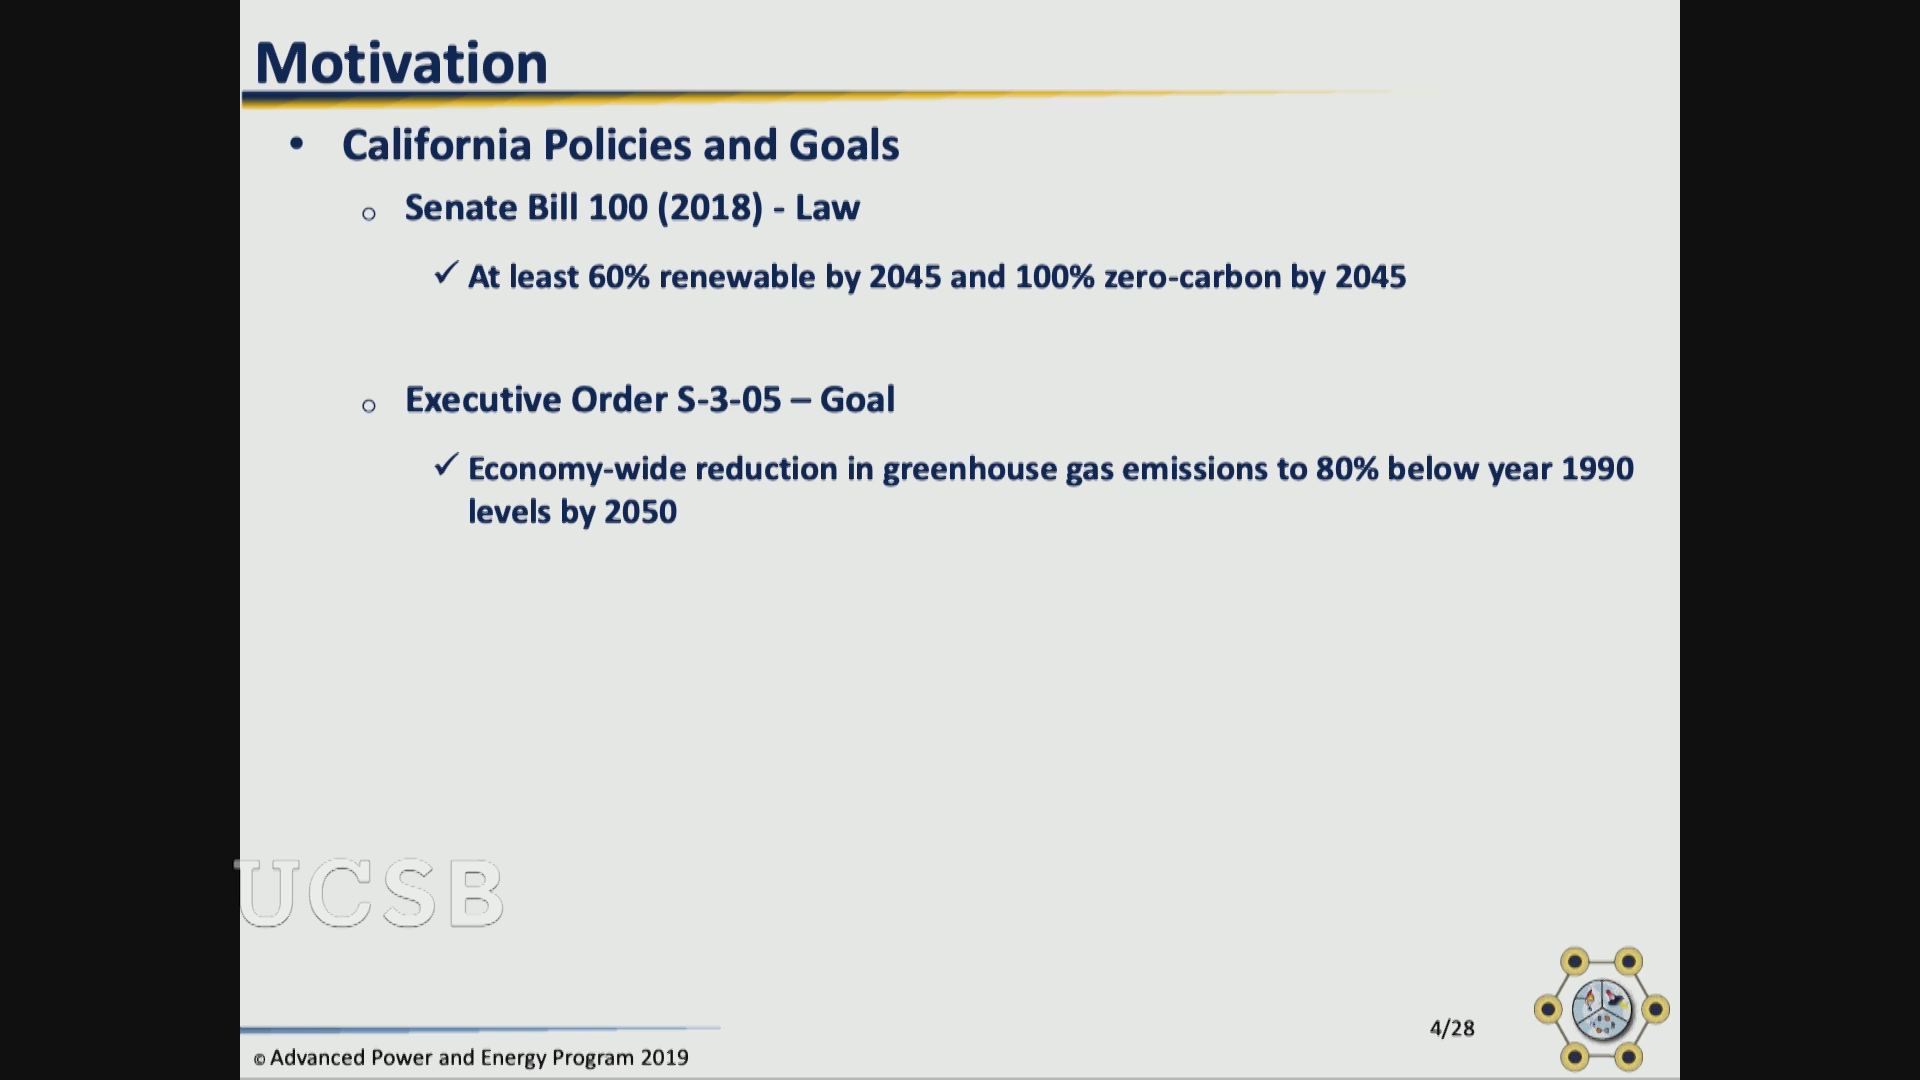 Motivation
• California Policies and Goals
o Senate Bill 100 (2018) - Law
✓ At least 60% renewable by 2045 and 100% zero-carbon by 2045
o Executive Order S-3-05 – Goal
✓ Economy-wide reduction in greenhouse gas emissions to 80% below year 1990
levels by 2050
UCSB
4/28
© Advanced Power and Energy Program 2019